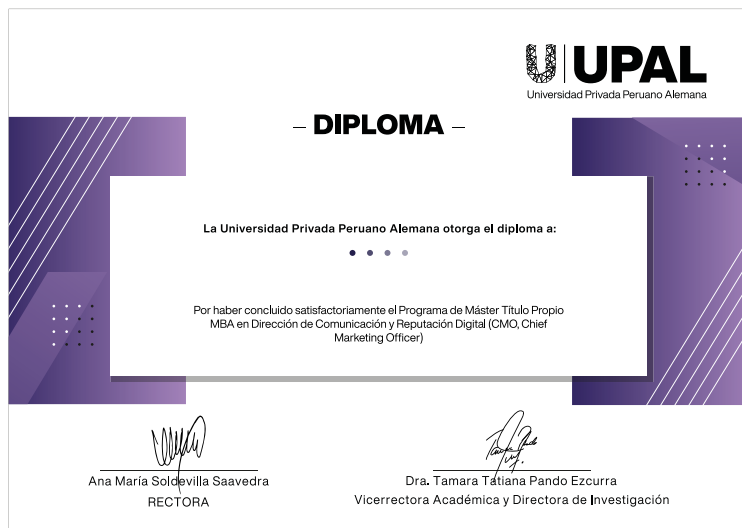 UPAL
Universidad Privada Peruano Alemana
– DIPLOMA –
La Universidad Privada Peruano Alemana otorga el diploma a:
Por haber concluido satisfactoriamente el Programa de Máster Título Propio
MBA en Dirección de Comunicación y Reputación Digital (CMO, Chief
Marketing Officer)
Ana María Soldevilla Saavedra
RECTORA
Dra. Tamara Tatiana Pando Ezcurra
Vicerrectora Académica y Directora de Investigación